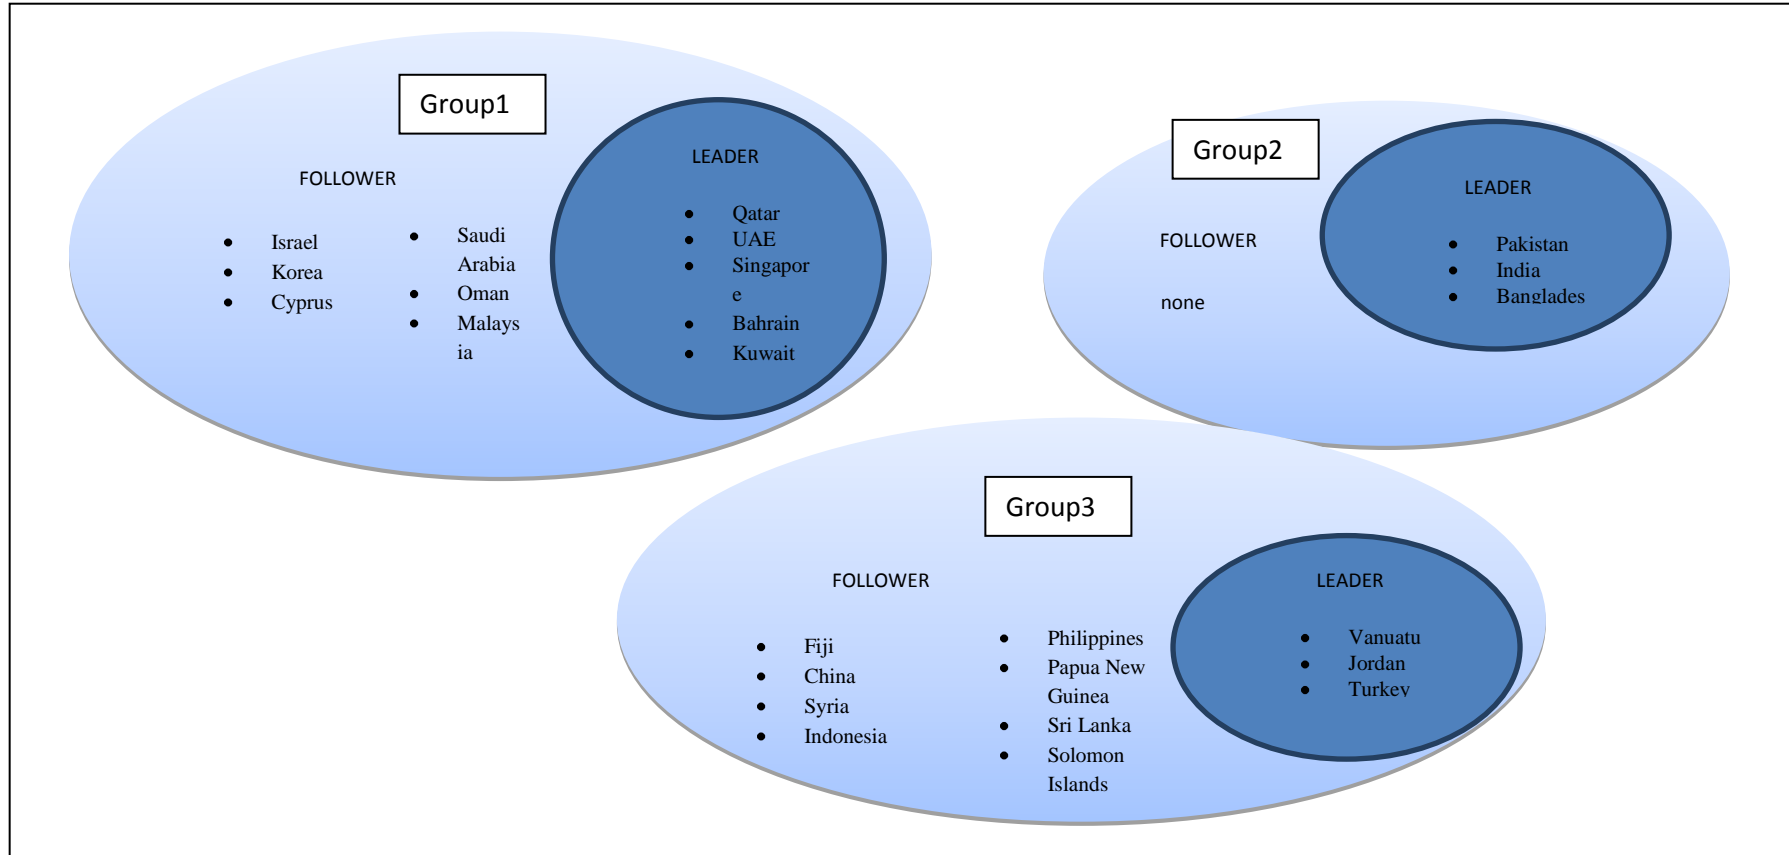 Group1
FOLLOWER
• Israel
• Korea
• Cyprus
• Saudi
Arabia
• Oman
• Malays
ia
LEADER
• Qatar
• UAE
• Singapor
e
• Bahrain
• Kuwait
Group2
FOLLOWER
none
LEADER
• Pakistan
• India
• Banglades
Group3
FOLLOWER
• Fiji
• China
• Syria
• Indonesia
• Philippines
• Papua New
Guinea
• Sri Lanka
• Solomon
Islands
LEADER
• Vanuatu
• Jordan
• Turkey